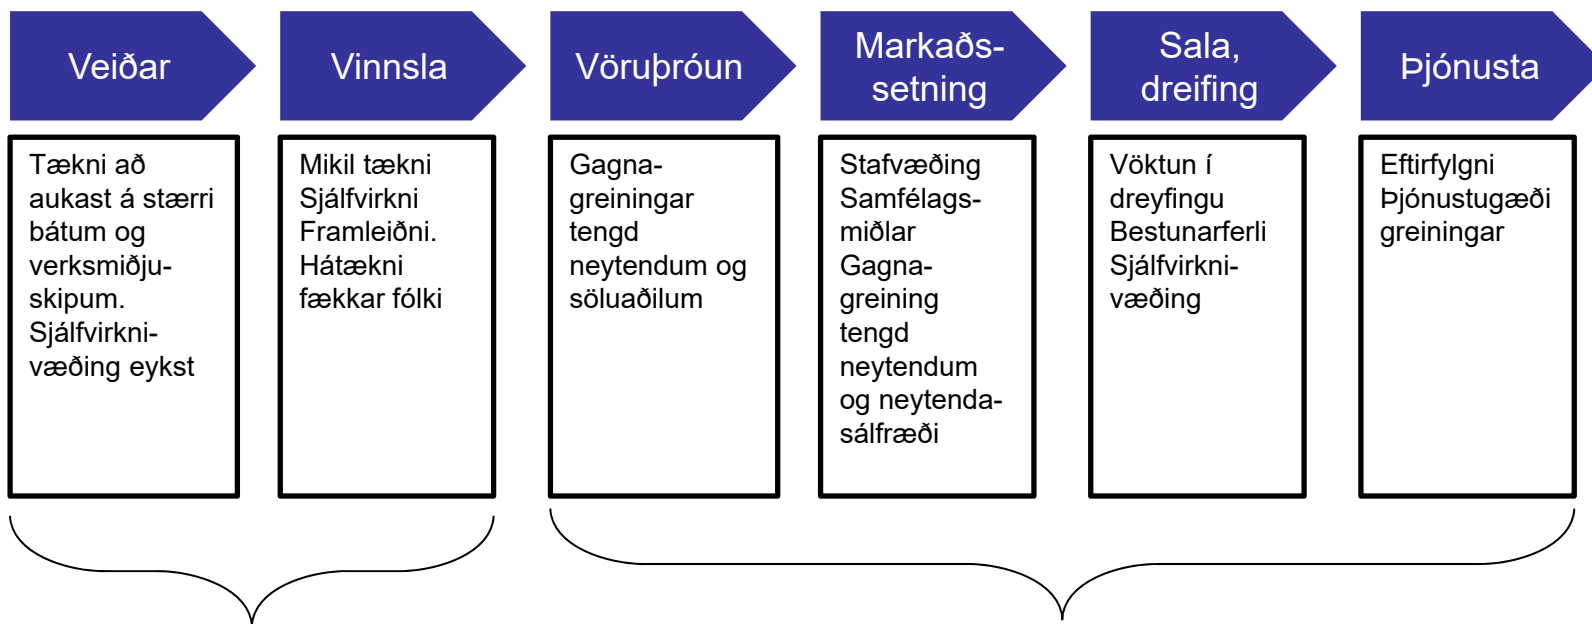 Veiðar
Vinnsla
Vöruþróun
Markaðs-
setning
Sala,
dreifing
Þjónusta
Tækni að
aukast á stærri
bátum og
verksmiðju-
skipum.
Sjálfvirkni-
væðing eykst
Mikil tækni
Sjálfvirkni
Framleiðni.
Hátækni
fækkar fólki
Gagna-
greiningar
tengd
neytendum og
söluaðilum
Stafvæðing
Samfélags-
miðlar
Gagna-
greining
tengd
neytendum
og neytenda-
sálfræði
Vöktun í
dreyfingu
Bestunarferli
Sjálfvirkni-
væðing
Eftirfylgni
Þjónustugæði
greiningar